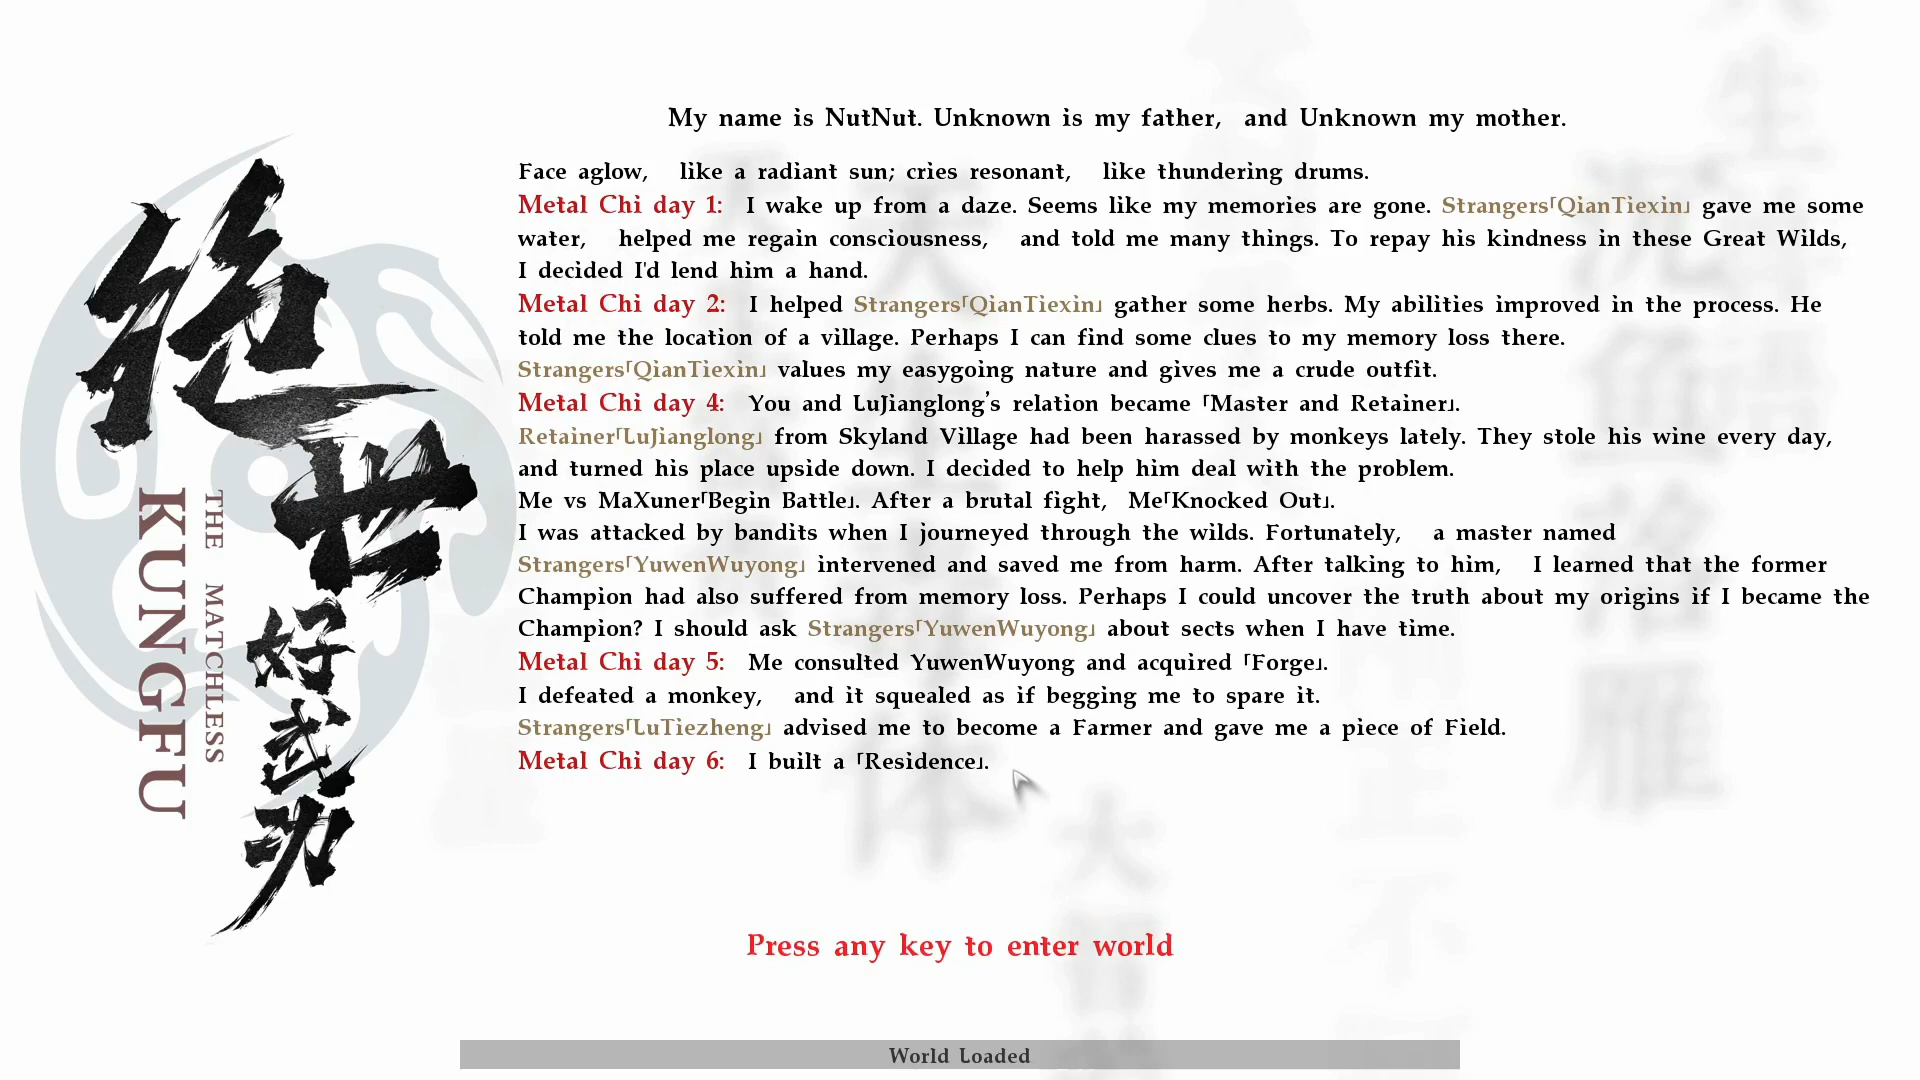 My name is NutNut. Unknown is my father, and Unknown my mother.
Face aglow, like a radiant sun; cries resonant, like thundering drums.
Metal Chi day 1: I wake up from a daze. Seems like my memories are gone. Strangers「QianTiexin」 gave me some
water, helped me regain consciousness, and told me many things. To repay his kindness in these Great Wilds,
I decided I'd lend him a hand.
Metal Chi day 2: I helped Strangers「QianTiexin」 gather some herbs. My abilities improved in the process. He
told me the location of a village. Perhaps I can find some clues to my memory loss there.
Strangers「QianTiexin」 values my easygoing nature and gives me a crude outfit.
Metal Chi day 4: You and LuJianglong's relation became 「Master and Retainer」.
Retainer「LuJianglong」 from Skyland Village had been harassed by monkeys lately. They stole his wine every day,
and turned his place upside down. I decided to help him deal with the problem.
Me vs MaXuner「Begin Battle」. After a brutal fight, Me「Knocked Out」.
I was attacked by bandits when I journeyed through the wilds. Fortunately, a master named
Strangers「YuwenWuyong」 intervened and saved me from harm. After talking to him, I learned that the former
Champion had also suffered from memory loss. Perhaps I could uncover the truth about my origins if I became the
Champion? I should ask Strangers「YuwenWuyong」 about sects when I have time.
Metal Chi day 5: Me consulted YuwenWuyong and acquired 「Forge」.
I defeated a monkey, and it squealed as if begging me to spare it.
Strangers「LuTiezheng」 advised me to become a Farmer and gave me a piece of Field.
Metal Chi day 6: I built a 「Residence」.
绝世好武功
THE MATCHLESS
KUNGFU
Press any key to enter world
World Loaded